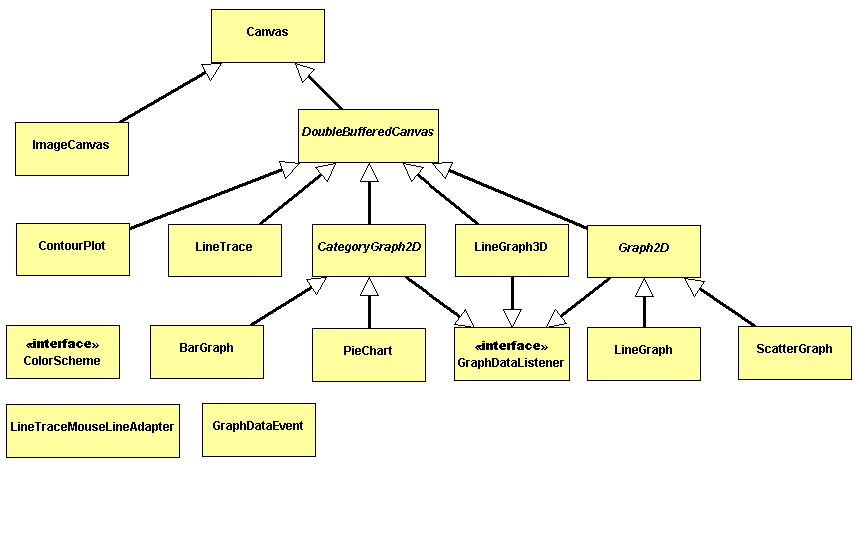 Canvas
ImageCanvas
DoubleBufferedCanvas
ContourPlot
LineTrace
CategoryGraph2D
LineGraph3D
Graph2D
«interface»
ColorScheme
BarGraph
PieChart
«interface»
GraphDataListener
LineGraph
ScatterGraph
LineTraceMouseLineAdapter
GraphDataEvent